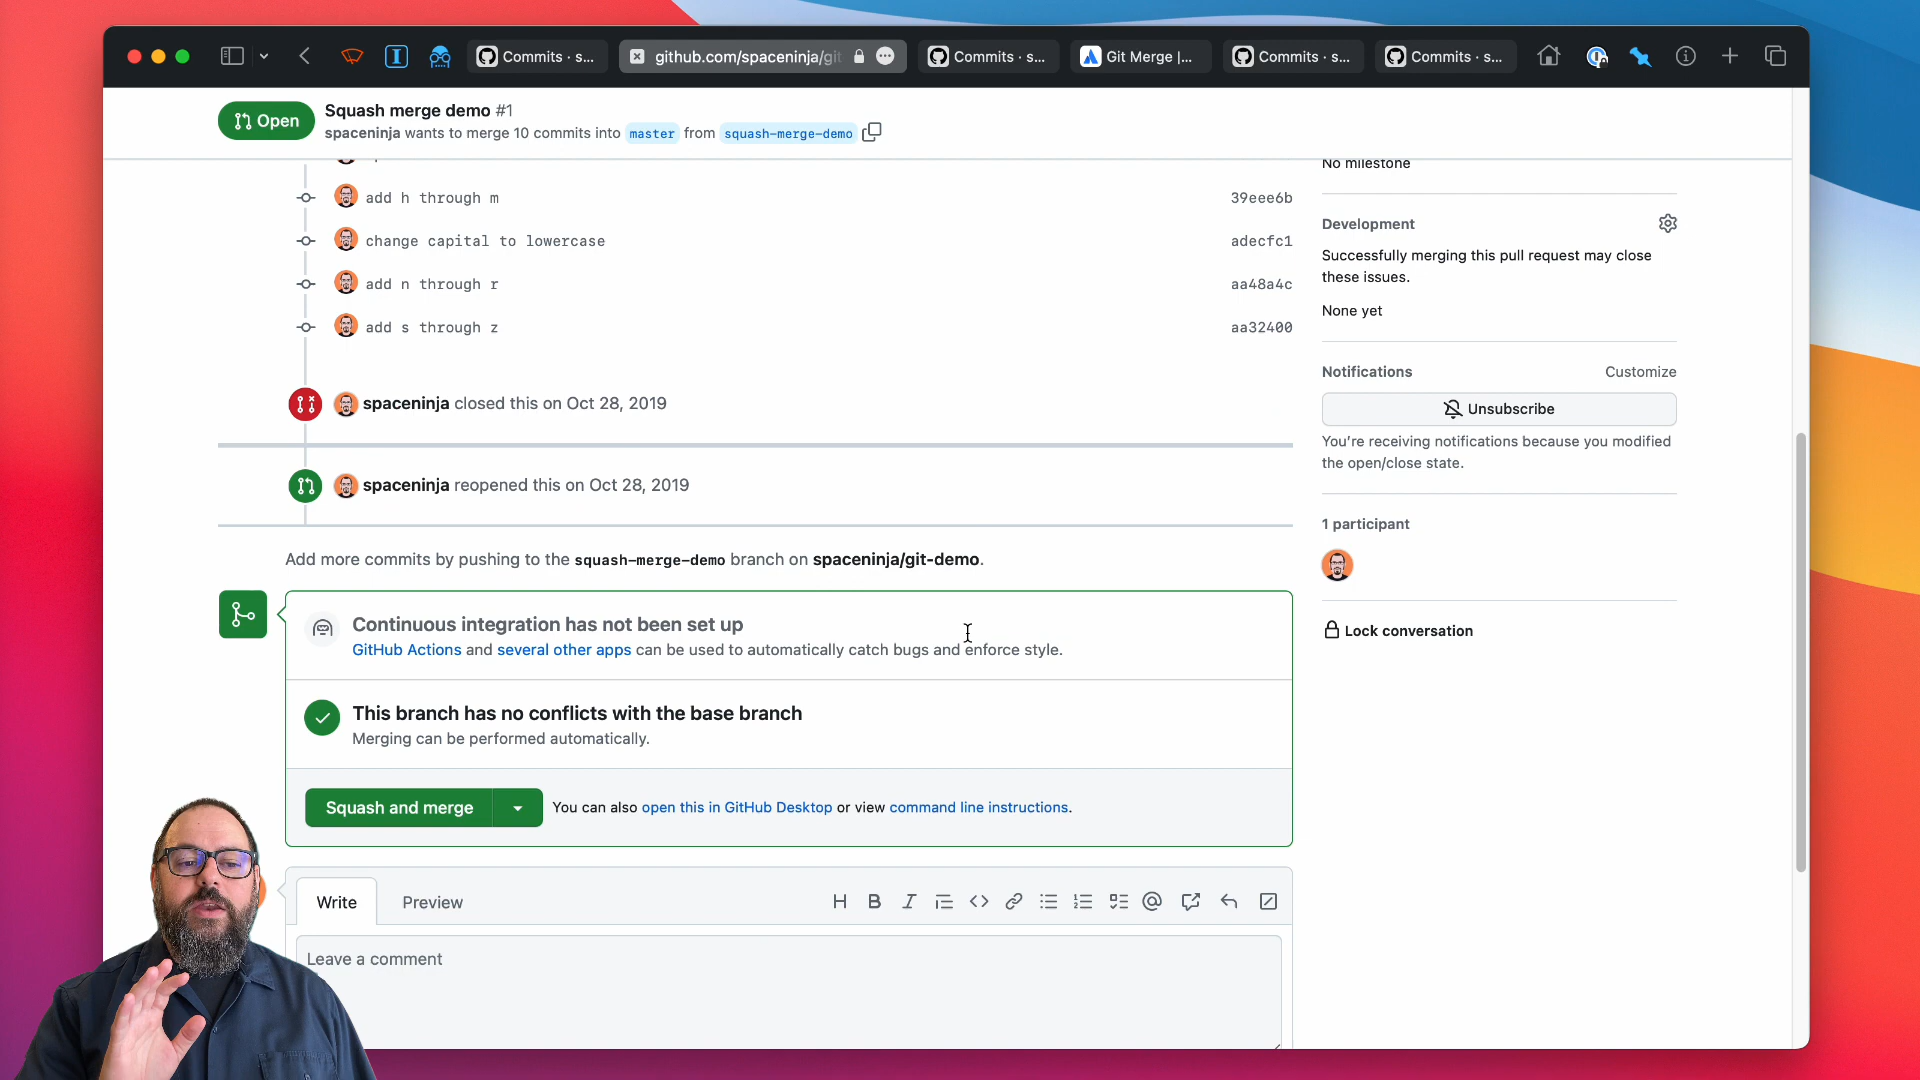 Commits · s...
github.com/spaceninja/git
Commits · s...
Git Merge |...
Commits · s...
Commits · s...
Open
Squash merge demo #1
spaceninja wants to merge 10 commits into master from squash-merge-demo
No milestone
add h through m 39eee6b
change capital to lowercase adecfc1
add n through r aa48a4c
add s through z aa32400
spaceninja closed this on Oct 28, 2019
spaceninja reopened this on Oct 28, 2019
Add more commits by pushing to the squash-merge-demo branch on spaceninja/git-demo.
Continuous integration has not been set up
GitHub Actions and several other apps can be used to automatically catch bugs and enforce style.
This branch has no conflicts with the base branch
Merging can be performed automatically.
Squash and merge
You can also open this in GitHub Desktop or view command line instructions.
Write
Preview
Leave a comment
Development
Successfully merging this pull request may close
these issues.
None yet
Notifications
Customize
Unsubscribe
You're receiving notifications because you modified
the open/close state.
1 participant
Lock conversation